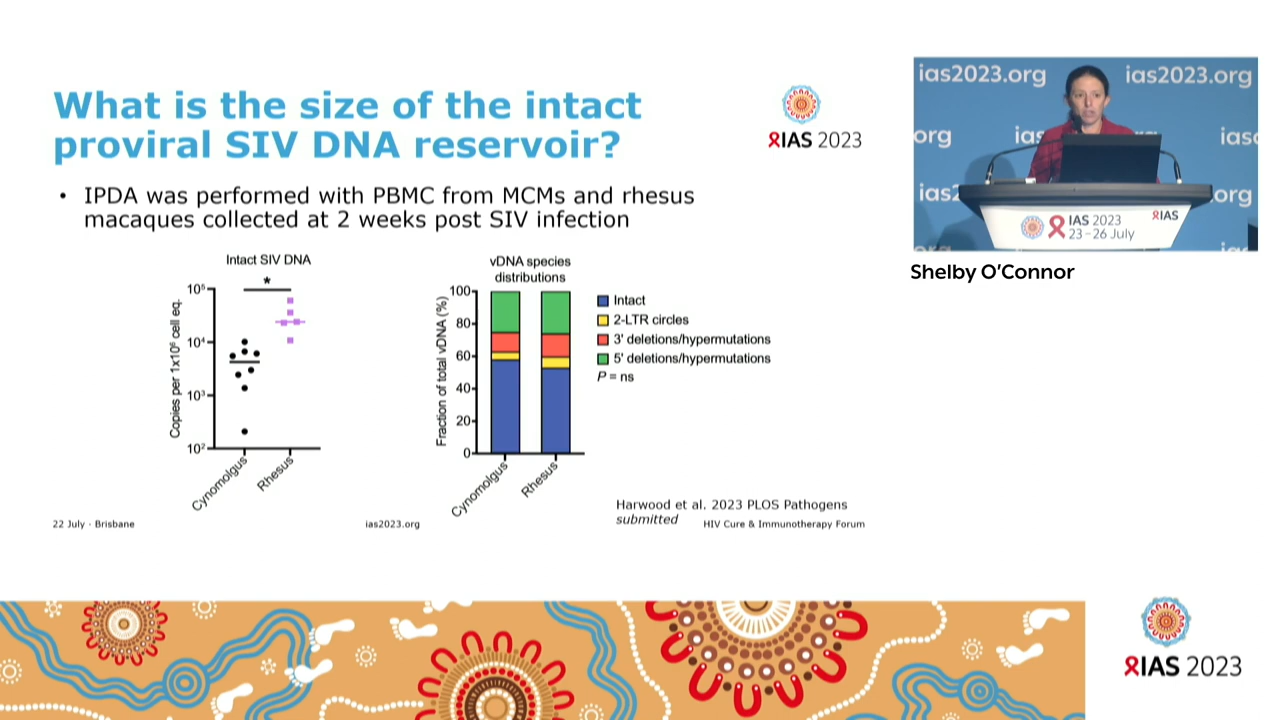 What is the size of the intact
proviral SIV DNA reservoir?
IAS 2023
• IPDA was performed with PBMC from MCMs and rhesus
macaques collected at 2 weeks post SIV infection
Intact SIV DNA
*
Copies per 1x10⁶ cell eq.
10⁵
10⁴
10³
10²
Cynomolgus
Rhesus
vDNA species
distributions
Fraction of total vDNA (%)
100
80
60
40
20
0
Cynomolgus
Rhesus
Intact
2-LTR circles
3' deletions/hypermutations
5' deletions/hypermutations
P = ns
Harwood et al. 2023 PLOS Pathogens
submitted
22 July · Brisbane
ias2023.org
HIV Cure & Immunotherapy Forum
ias2023.org
ias2023.org
org
ias
ias
ias2
.org
IAS 2023
23–26 July
IAS
Shelby O'Connor
IAS 2023